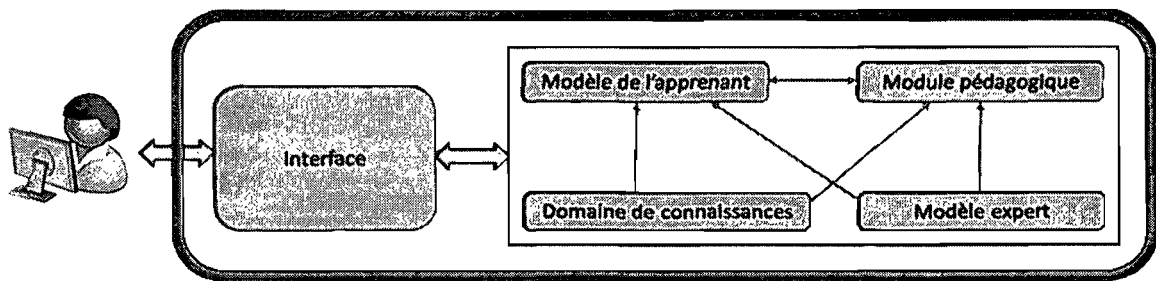 Modèle de l'apprenant
Module pédagogique
Interface
Domaine de connaissances
Modèle expert